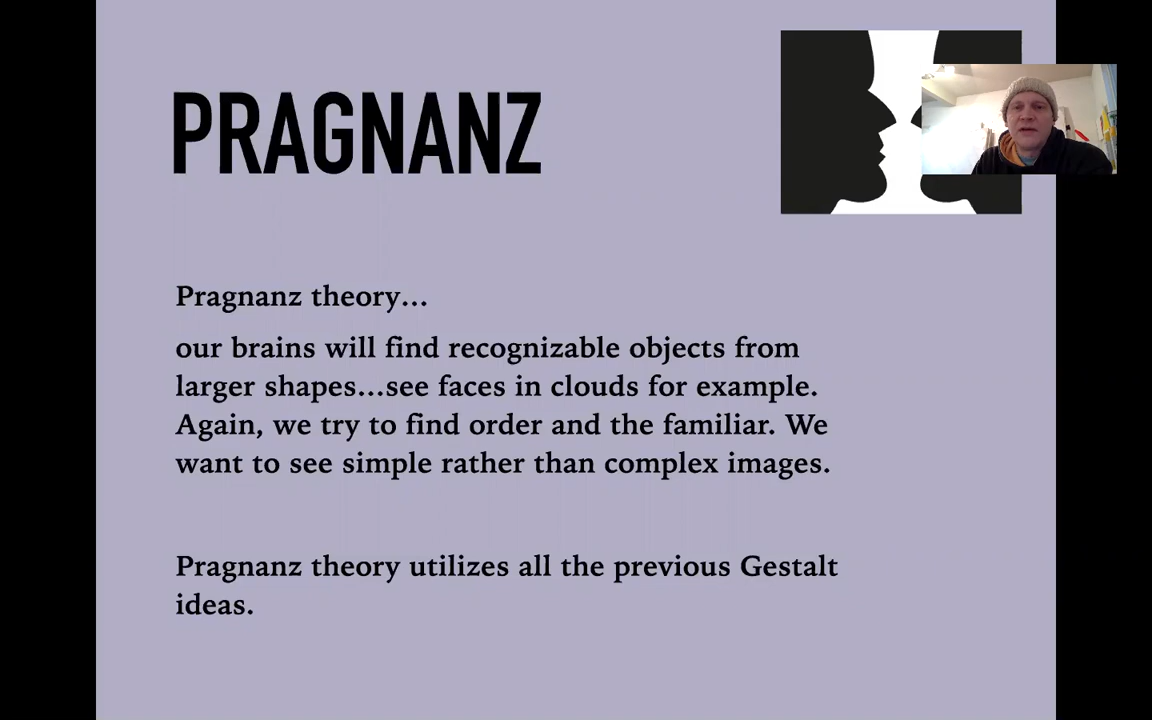 PRAGNANZ
Pragnanz theory...
our brains will find recognizable objects from
larger shapes...see faces in clouds for example.
Again, we try to find order and the familiar. We
want to see simple rather than complex images.
Pragnanz theory utilizes all the previous Gestalt
ideas.